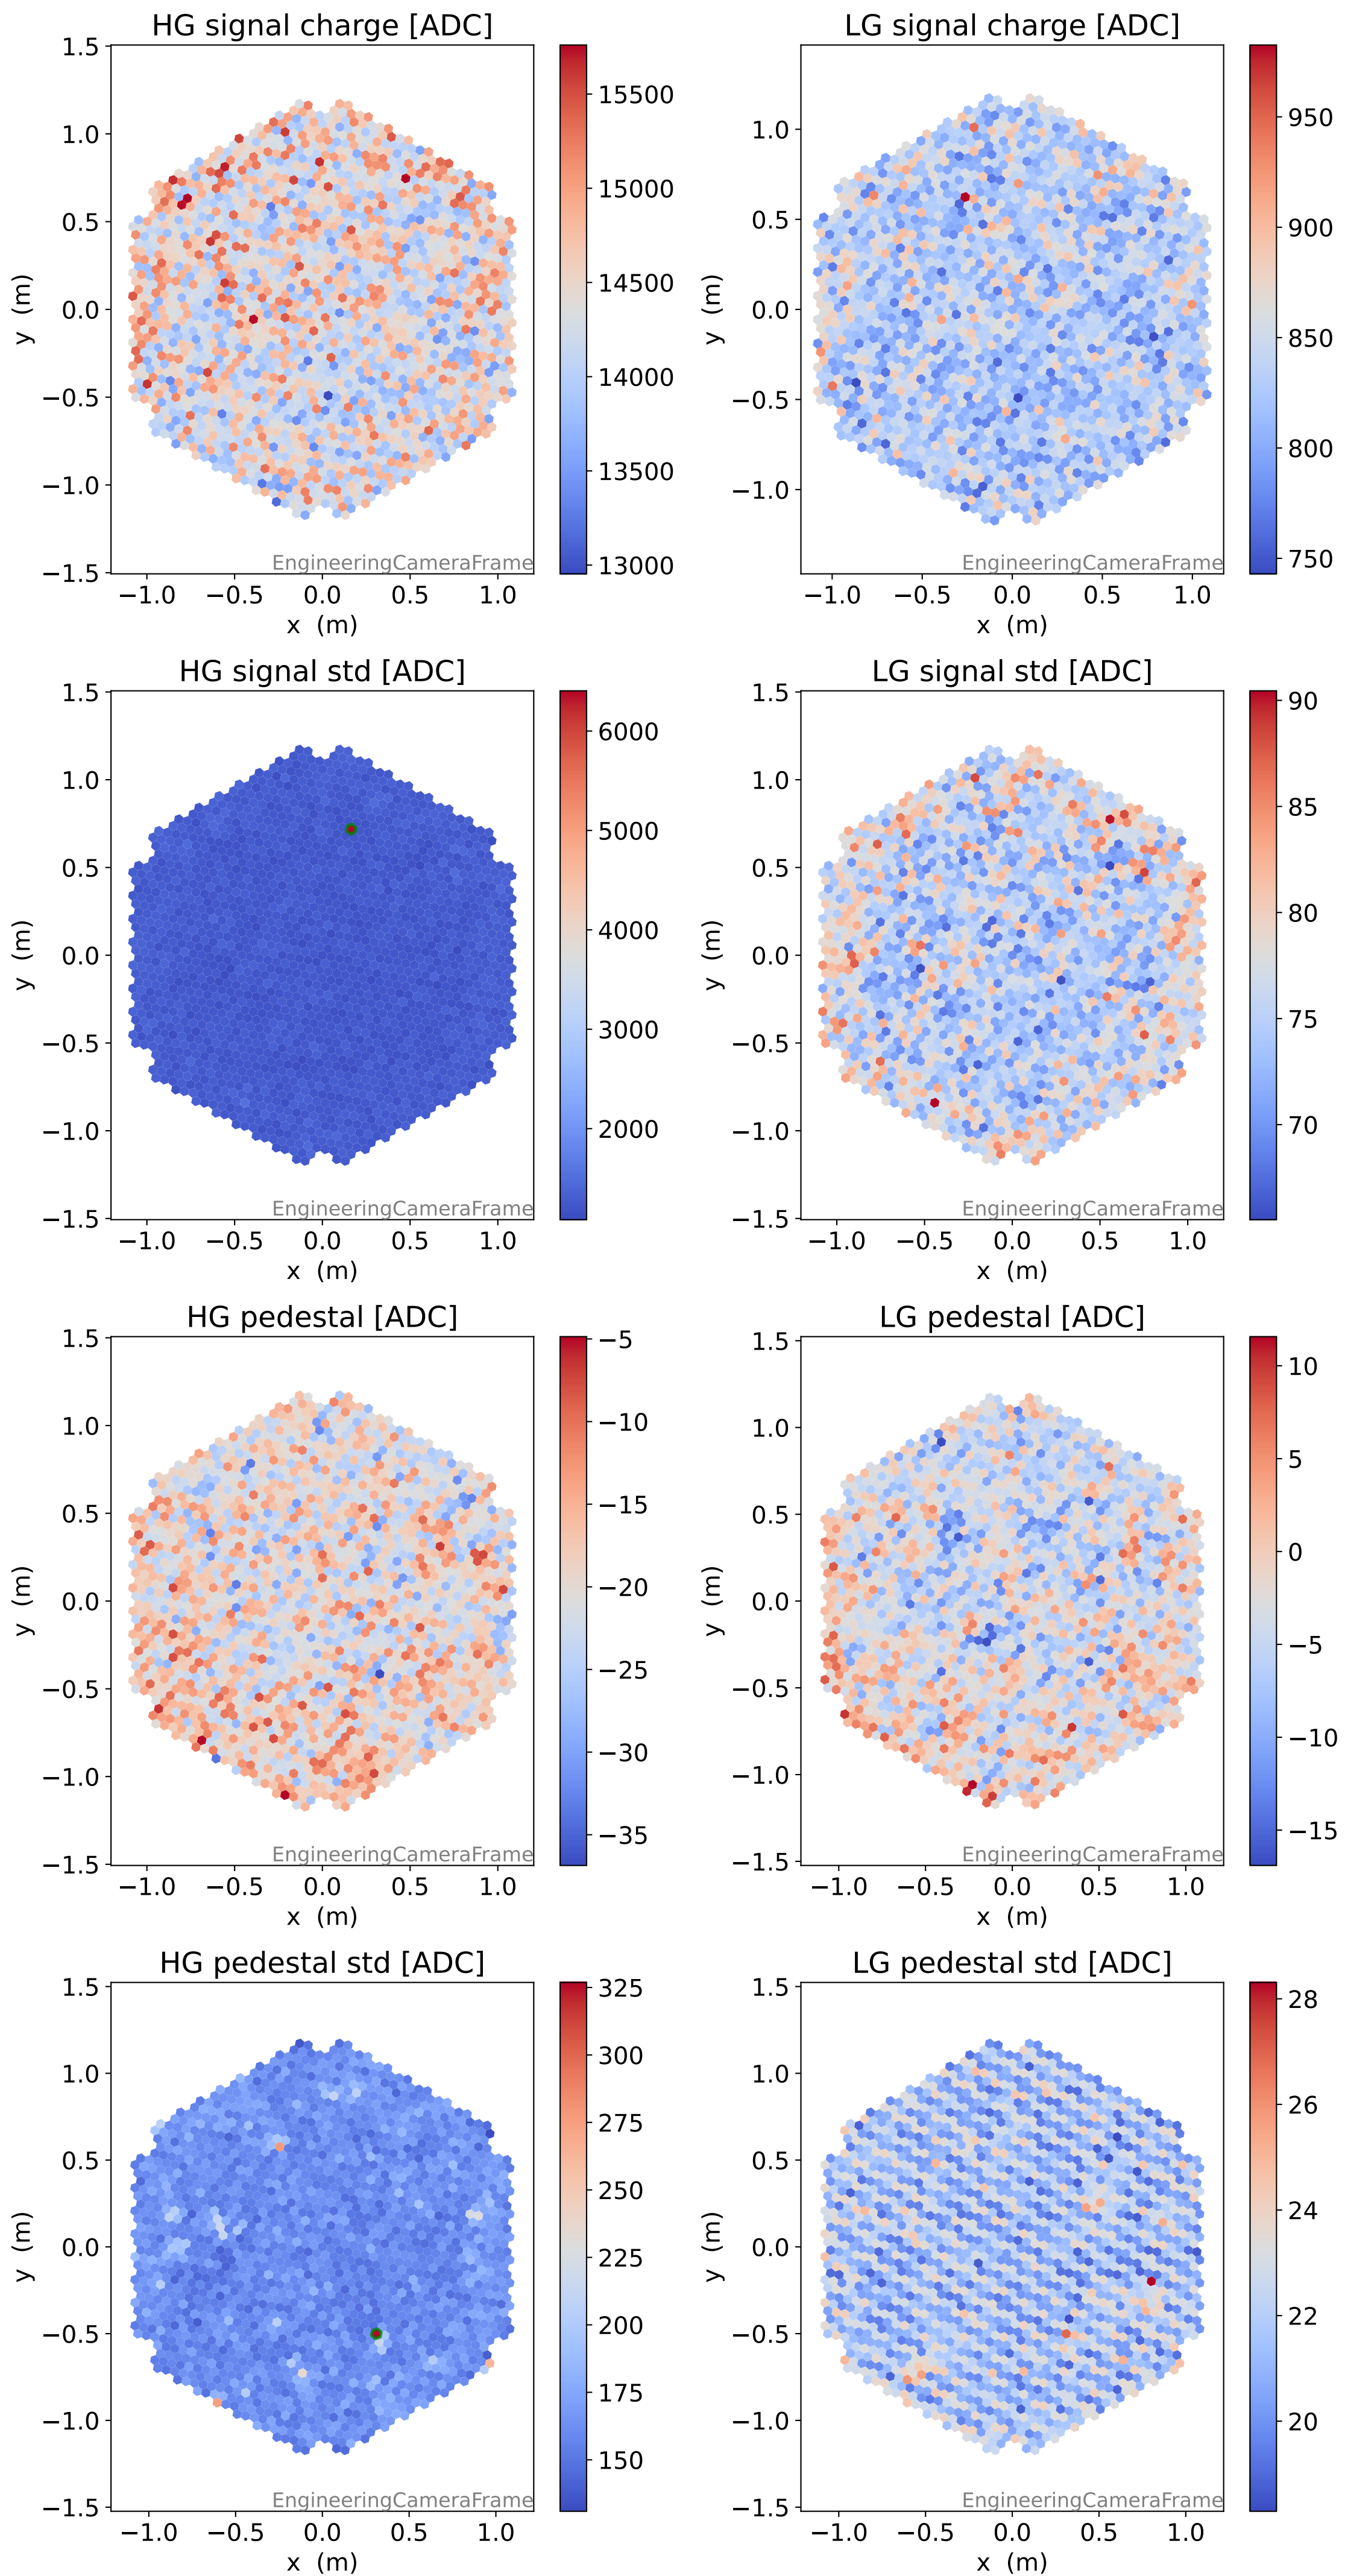 HG signal charge [ADC]
1.5
1.0
0.5
0.0
−0.5
−1.0
−1.5
y (m)
−1.0 −0.5 0.0 0.5 1.0
x (m)
EngineeringCameraFrame
15500
15000
14500
14000
13500
13000
LG signal charge [ADC]
1.0
0.5
0.0
−0.5
−1.0
y (m)
−1.0 −0.5 0.0 0.5 1.0
x (m)
EngineeringCameraFrame
950
900
850
800
750
HG signal std [ADC]
1.5
1.0
0.5
0.0
−0.5
−1.0
−1.5
y (m)
−1.0 −0.5 0.0 0.5 1.0
x (m)
EngineeringCameraFrame
6000
5000
4000
3000
2000
LG signal std [ADC]
1.5
1.0
0.5
0.0
−0.5
−1.0
−1.5
y (m)
−1.0 −0.5 0.0 0.5 1.0
x (m)
EngineeringCameraFrame
90
85
80
75
70
HG pedestal [ADC]
1.5
1.0
0.5
0.0
−0.5
−1.0
−1.5
y (m)
−1.0 −0.5 0.0 0.5 1.0
x (m)
EngineeringCameraFrame
−5
−10
−15
−20
−25
−30
−35
LG pedestal [ADC]
1.5
1.0
0.5
0.0
−0.5
−1.0
−1.5
y (m)
−1.0 −0.5 0.0 0.5 1.0
x (m)
EngineeringCameraFrame
10
5
0
−5
−10
−15
HG pedestal std [ADC]
1.5
1.0
0.5
0.0
−0.5
−1.0
−1.5
y (m)
−1.0 −0.5 0.0 0.5 1.0
x (m)
EngineeringCameraFrame
325
300
275
250
225
200
175
150
LG pedestal std [ADC]
1.5
1.0
0.5
0.0
−0.5
−1.0
−1.5
y (m)
−1.0 −0.5 0.0 0.5 1.0
x (m)
EngineeringCameraFrame
28
26
24
22
20